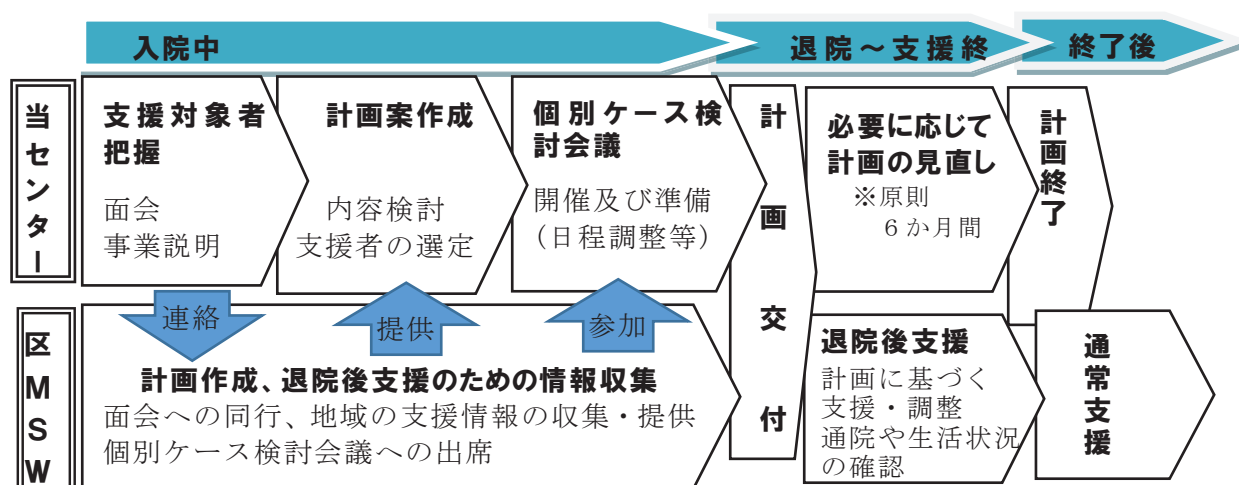 入院中
退院～支援終
終了後
当センター
支援対象者
把握
面会
事業説明
計画案作成
内容検討
支援者の選定
個別ケース検
討会議
開催及び準備
(日程調整等)
計画交付
必要に応じて
計画の見直し
※原則
６か月間
計画終了
連絡
提供
参加
区MSW
計画作成、退院後支援のための情報収集
面会への同行、地域の支援情報の収集・提供
個別ケース検討会議への出席
退院後支援
計画に基づく
支援・調整
通院や生活状況
の確認
通常支援